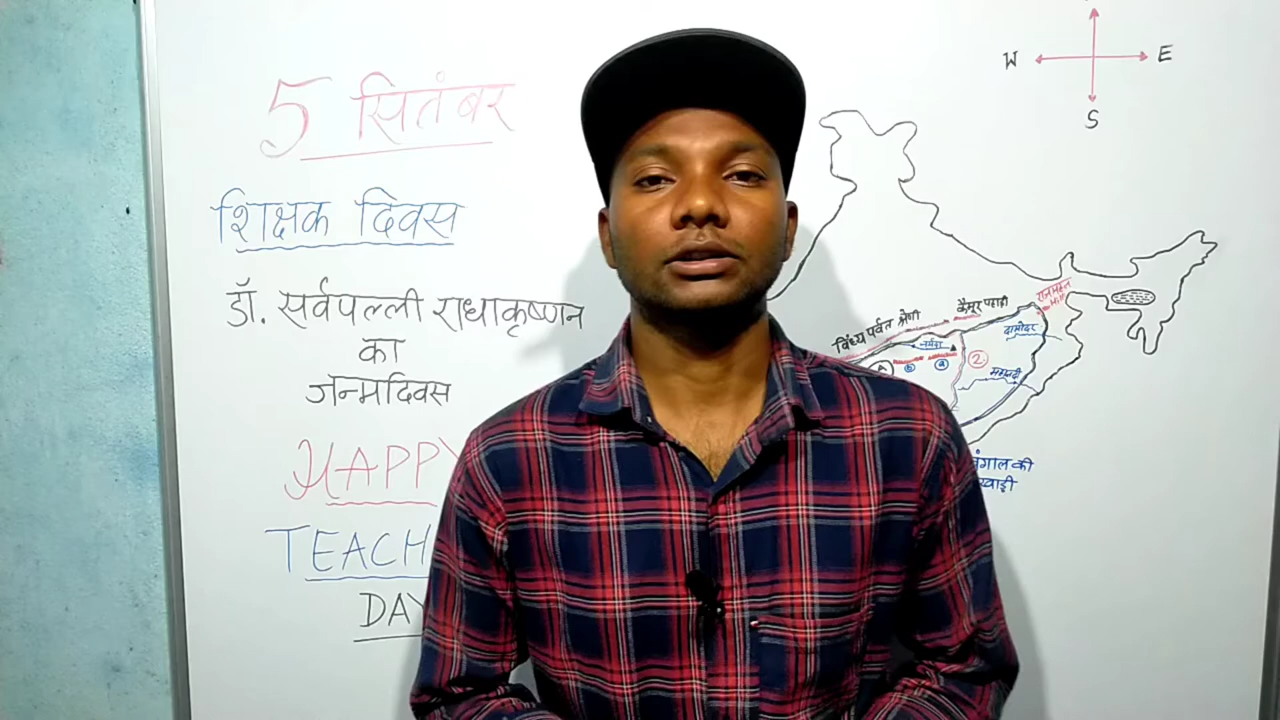 5 सितंबर
शिक्षक दिवस
डॉ. सर्वपल्ली राधाकृष्णन
का
जन्मदिवस
HAPPY
TEACH
DAY
W E
S
राजमहल
Hill
कैमूर पहाड़ी
विंध्य पर्वत श्रेणी
दामोदर
नर्मदा
2.
महानदी
A b a
बंगाल की
खाड़ी